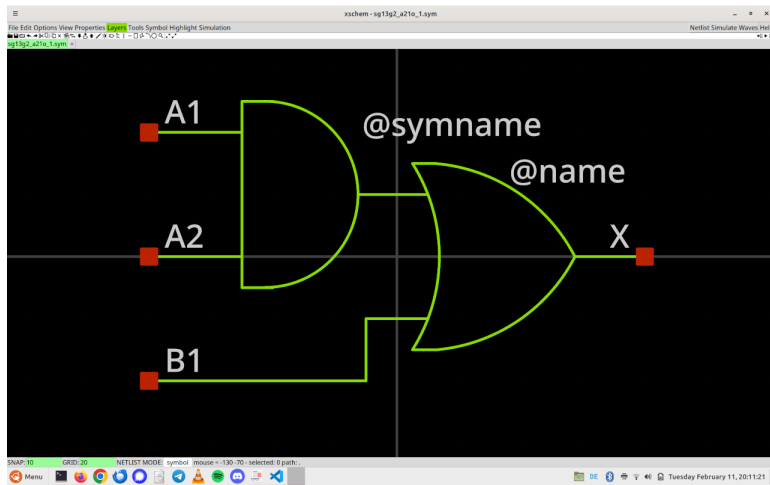 xschem - sg13g2_a21o_1.sym
File Edit Options View Properties Layers Tools Symbol Highlight Simulation Netlist Simulate Waves Hel
sg13g2_a21o_1.sym +
A1
@symname
@name
A2
X
B1
SNAP: 10 GRID: 20 NETLIST MODE: symbol mouse = -130 -70 - selected: 0 path: .
Menu DE Tuesday February 11, 20:11:21